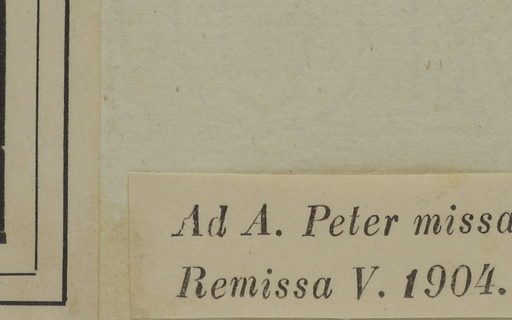 Ad A. Peter missa
Remissa V. 1904.